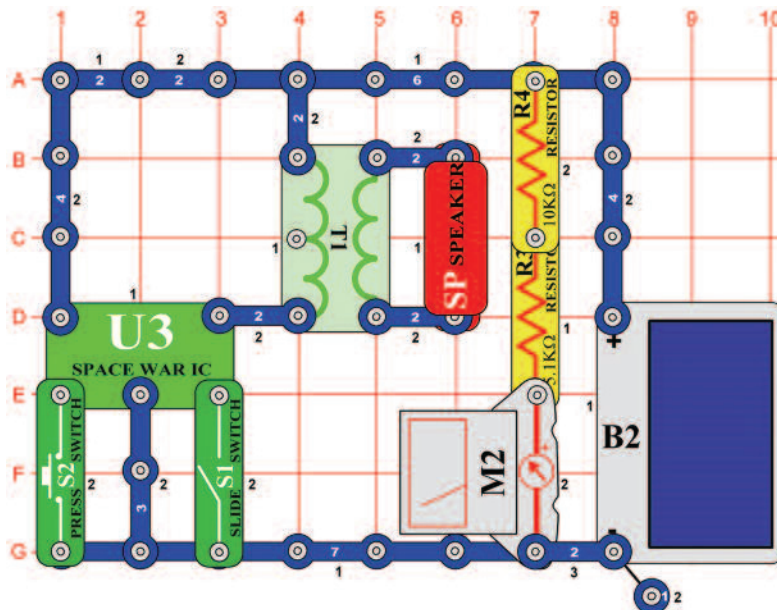 1 2 3 4 5 6 7 8 9 10
1 2 1
A 2 2 6
R4
RESISTOR
10KΩ
2 2
2
B 2
2
4 2
4 2
C
1 T1
1 SP SPEAKER
RESISTOR
5.1KΩ
1
1
D 2 2
2 2
U3
SPACE WAR IC
+
E
1
S2
PRESS SWITCH
2
S1
SLIDE SWITCH
2
2
3
F
M2
+
2
B2
-
G 7 2
1 3
1 2